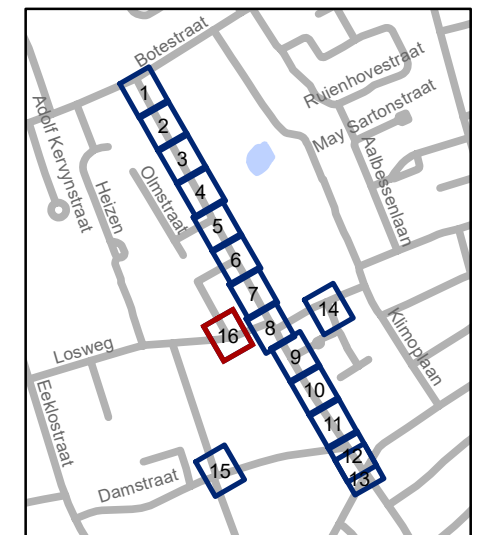 Botestraat
Ruienhovestraat
May Sartonstraat
Adolf Kervynstraat
Heizen
Olmstraat
Aalbessenlaan
1
2
3
4
5
6
7
8
14
16
9
Klimoplaan
Losweg
10
Eeklostraat
11
12
15
13
Damstraat